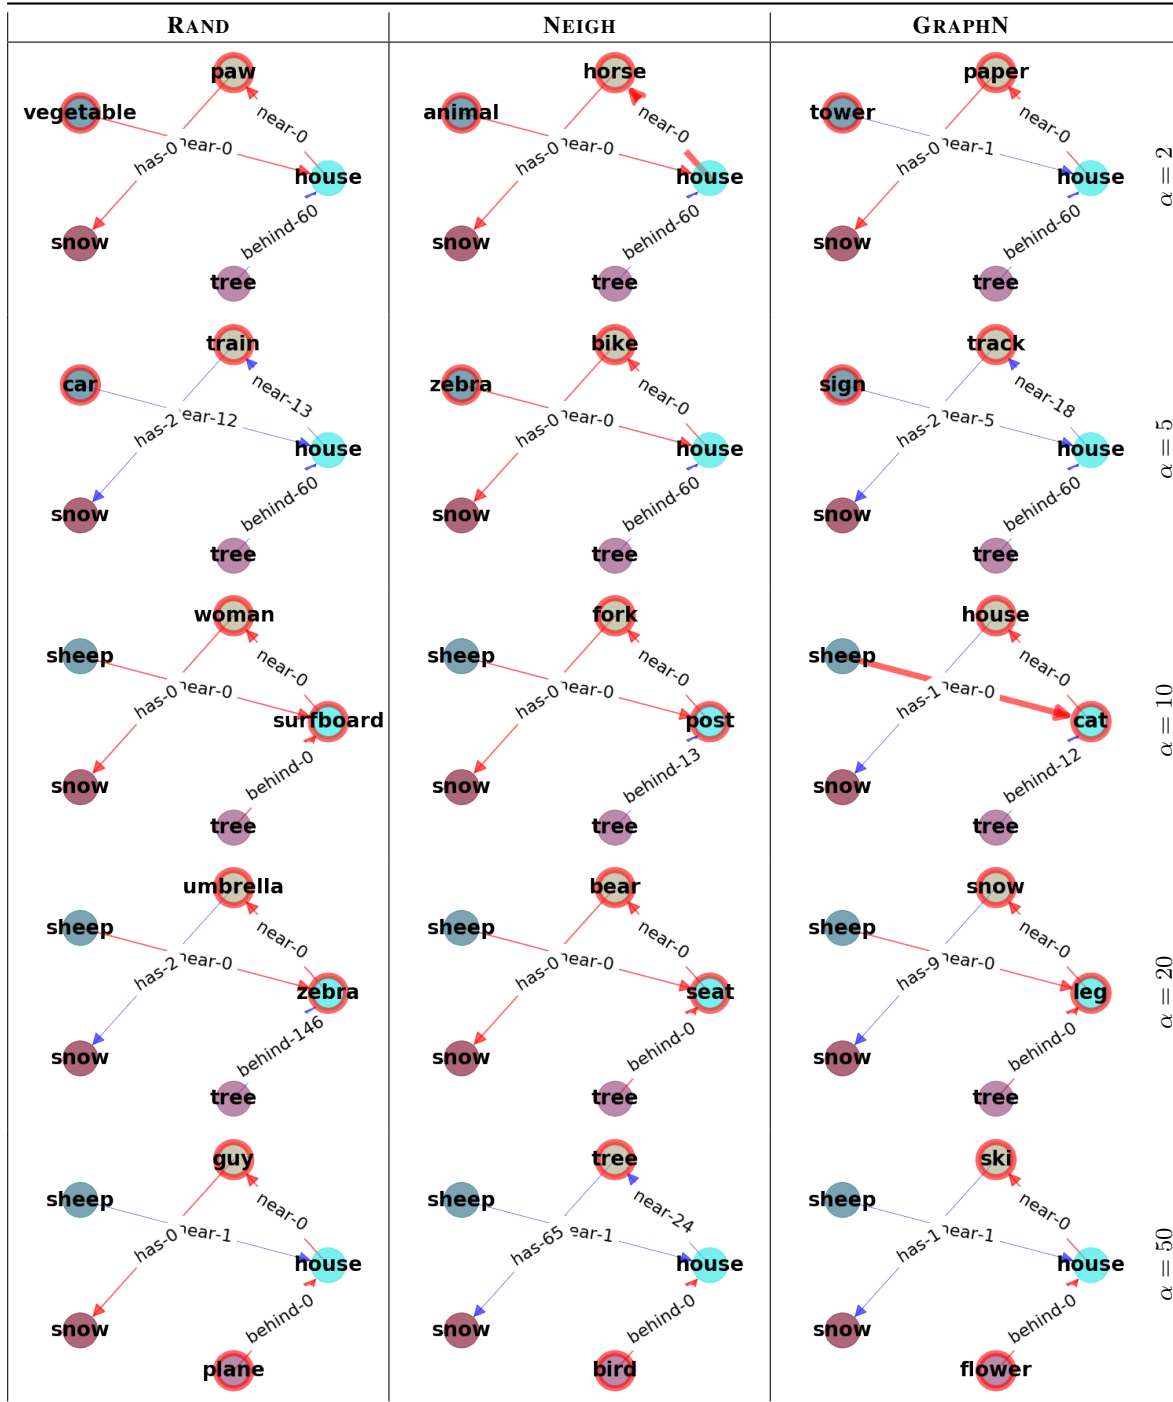 RAND NEIGH GRAPHN
paw horse paper
vegetable animal tower
near-0 near-0 near-0
has-0 near-0 has-0 near-0 has-0 near-1
house house house
α = 2
behind-60 behind-60 behind-60
snow snow snow
tree tree tree
train bike track
car zebra sign
near-13 near-0 near-18
has-2 ear-12 has-0 near-0 has-2 near-5
house house house
α = 5
behind-60 behind-60 behind-60
snow snow snow
tree tree tree
woman fork house
sheep sheep sheep
near-0 near-0 near-0
has-0 near-0 has-0 near-0 has-1 near-0
surfboard post cat
α = 10
behind-0 behind-13 behind-12
snow snow snow
tree tree tree
umbrella bear snow
sheep sheep sheep
near-0 near-0 near-0
has-2 near-0 has-0 near-0 has-9 near-0
zebra seat leg
α = 20
behind-146 behind-0 behind-0
snow snow snow
tree tree tree
guy tree ski
sheep sheep sheep
near-0 near-24 near-0
has-0 near-1 has-65 ear-1 has-1 near-1
house house house
α = 50
behind-0 behind-0 behind-0
snow snow snow
plane bird flower